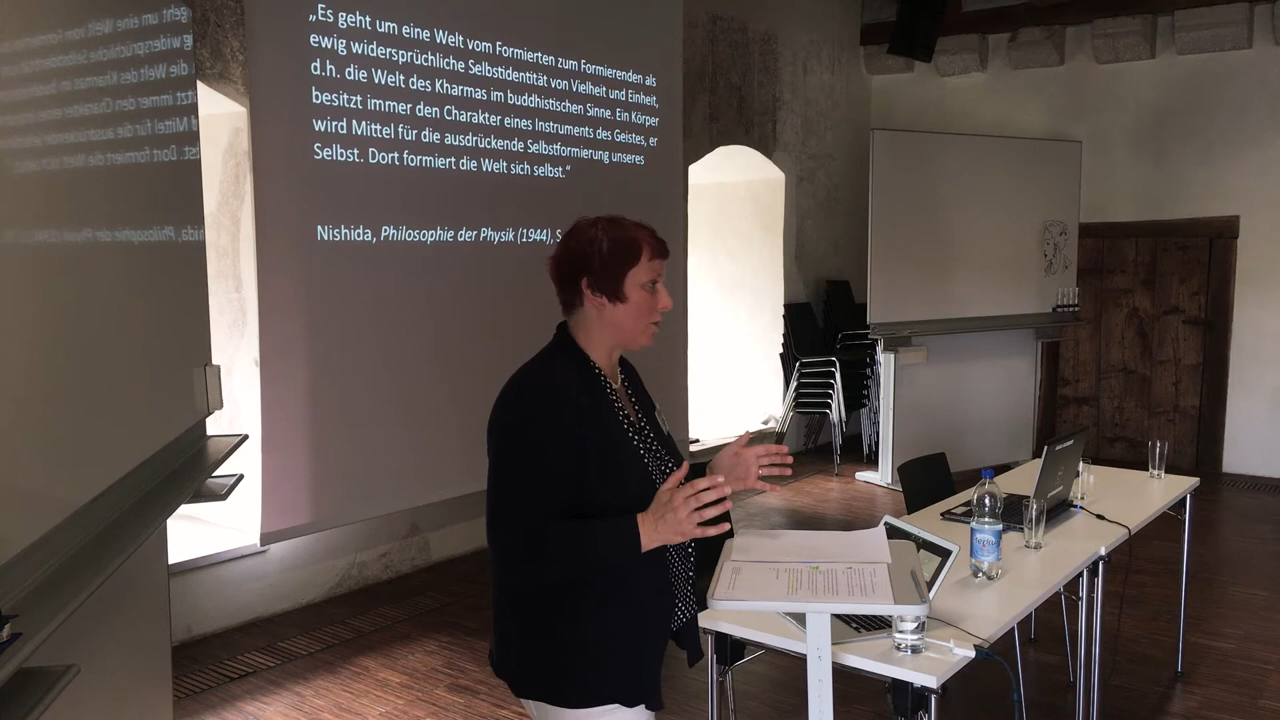 „Es geht um eine Welt vom Formierten zum Formierenden als
ewig widersprüchliche Selbstidentität von Vielheit und Einheit,
d.h. die Welt des Kharmas im buddhistischen Sinne. Ein Körper
besitzt immer den Charakter eines Instruments des Geistes, er
wird Mittel für die ausdrückende Selbstformierung unseres
Selbst. Dort formiert die Welt sich selbst.“
Nishida, Philosophie der Physik (1944), S